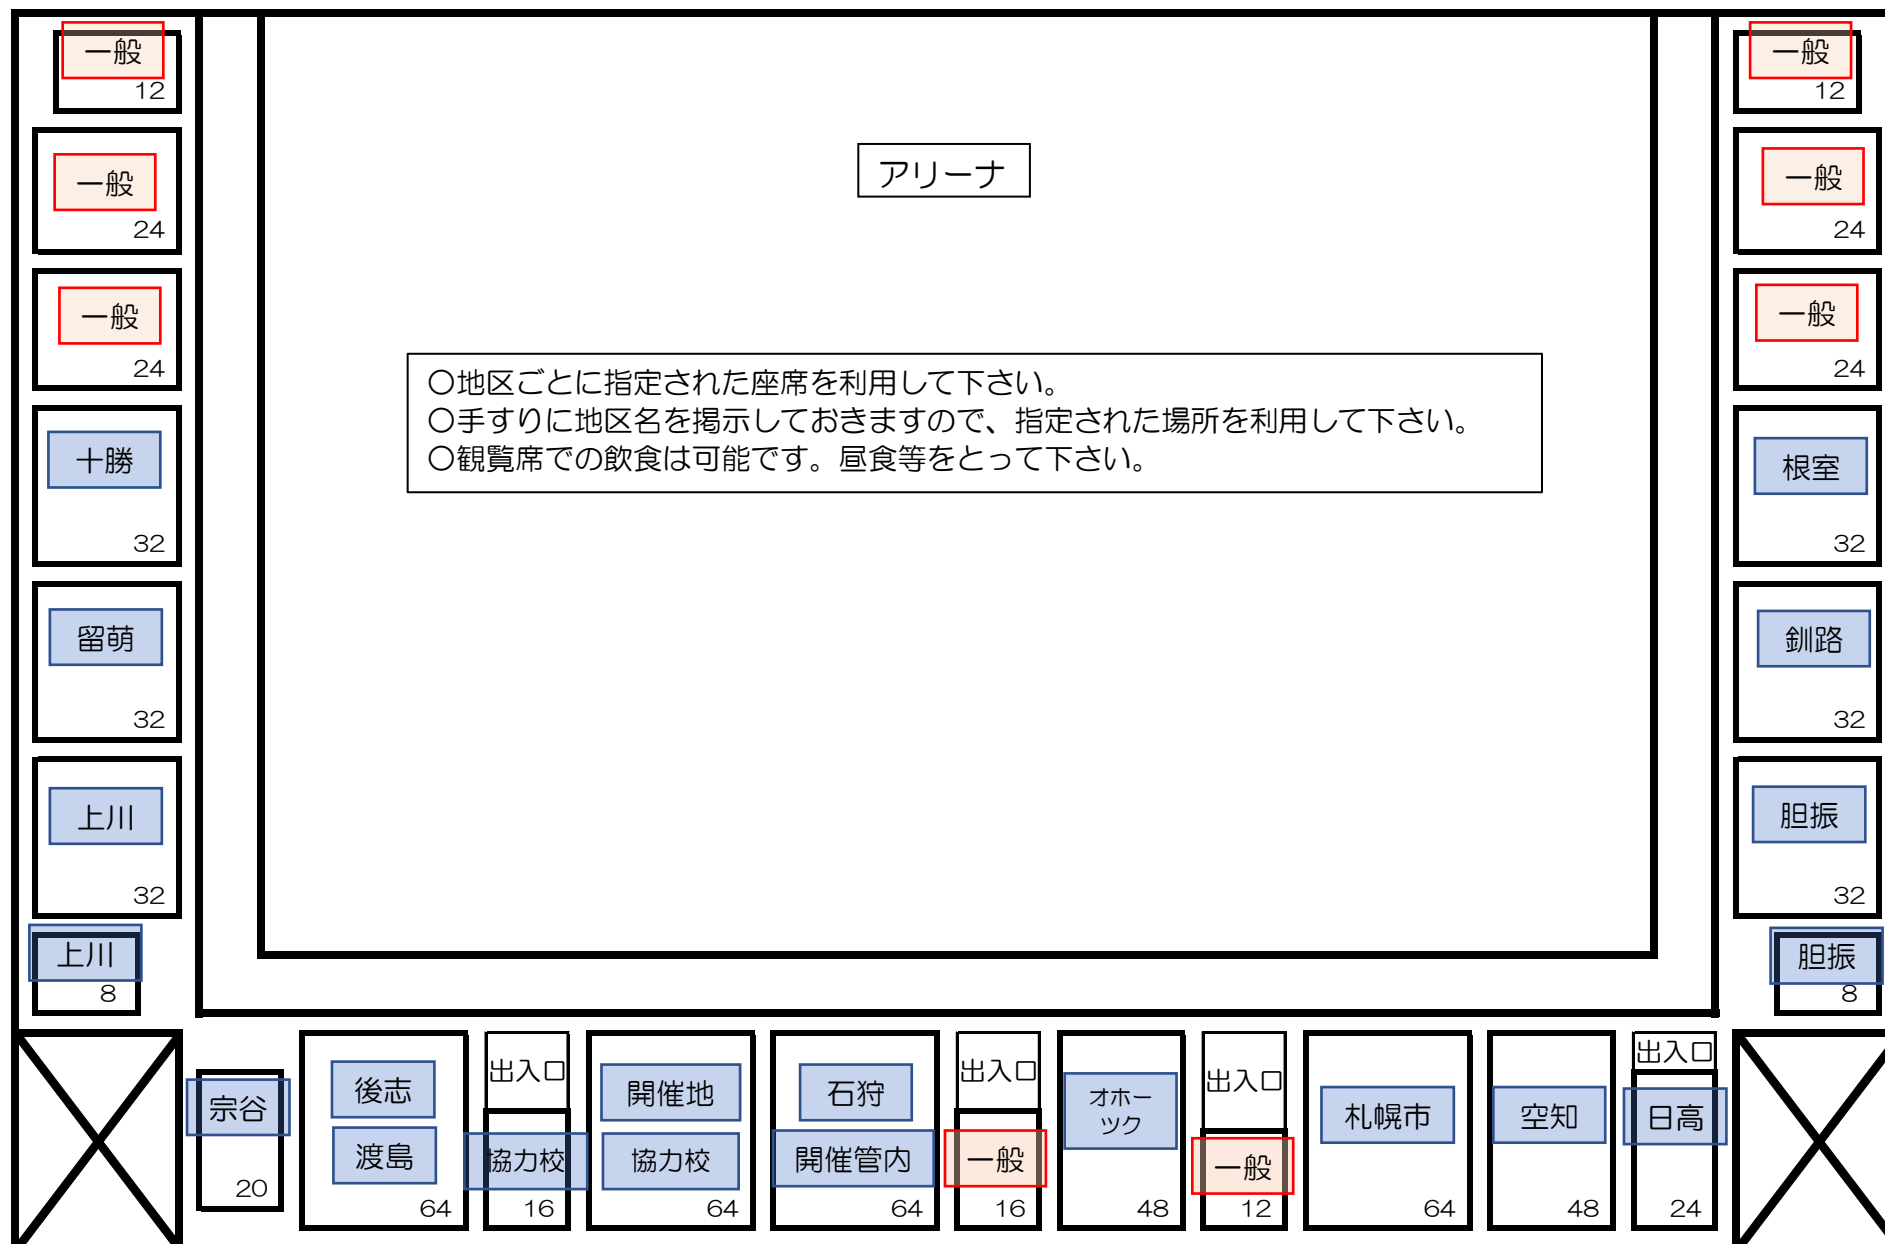 一般
12
一般
24
一般
24
十勝
32
留萌
32
上川
32
上川
8
アリーナ
〇地区ごとに指定された座席を利用して下さい。
〇手すりに地区名を掲示しておきますので、指定された場所を利用して下さい。
〇観覧席での飲食は可能です。昼食等をとって下さい。
一般
12
一般
24
一般
24
根室
32
釧路
32
胆振
32
胆振
8
宗谷
20
後志
渡島
64
出入口
協力校
16
開催地
協力校
64
石狩
開催管内
64
出入口
一般
16
オホー
ツク
48
出入口
一般
12
札幌市
64
空知
48
出入口
日高
24